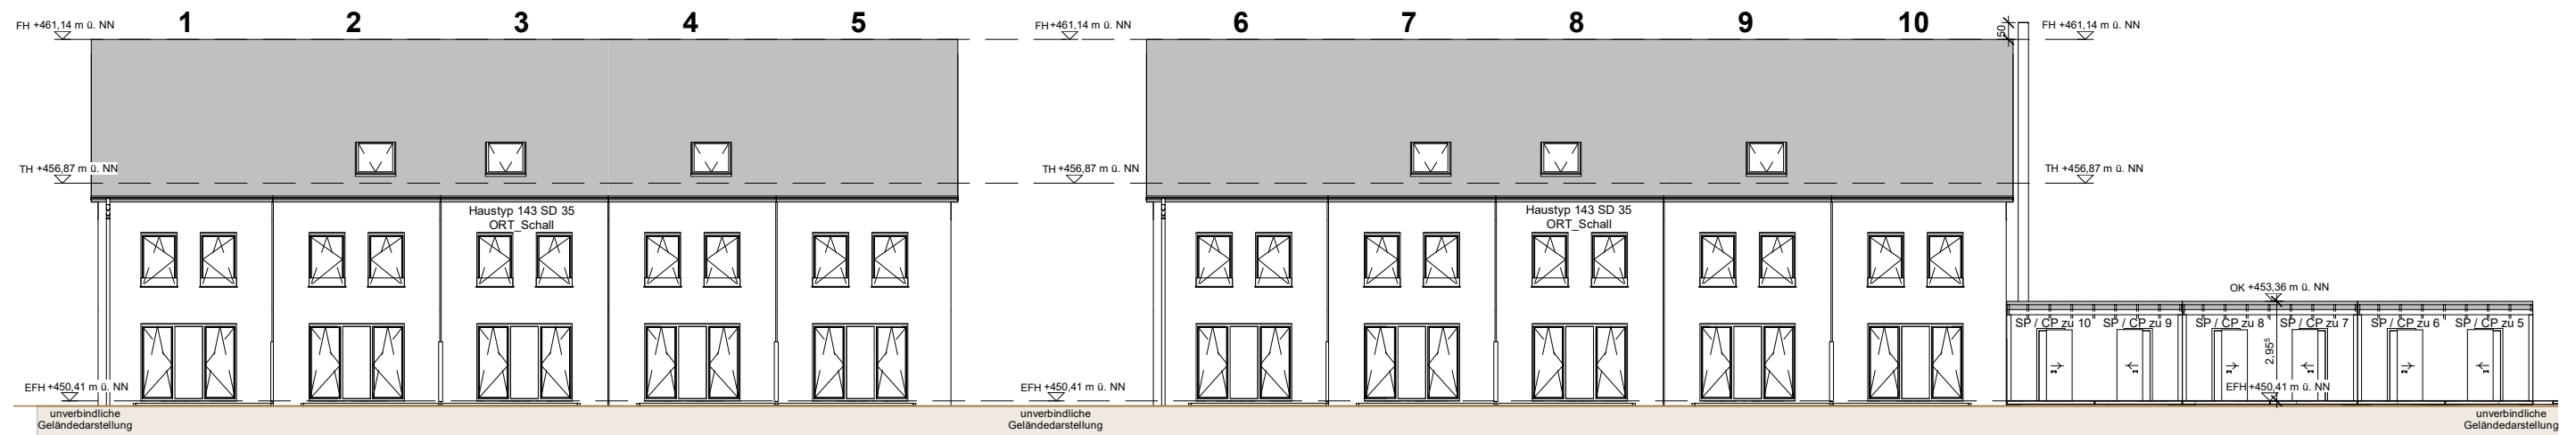 1 2 3 4 5 6 7 8 9 10
FH +461,14 m ü. NN
FH +461,14 m ü. NN
50
FH +461,14 m ü. NN
TH +456,87 m ü. NN
TH +456,87 m ü. NN
TH +456,87 m ü. NN
Haustyp 143 SD 35
ORT_Schall
Haustyp 143 SD 35
ORT_Schall
OK +453,36 m ü. NN
SP / CP zu 10 SP / CP zu 9 SP / CP zu 8 SP / CP zu 7 SP / CP zu 6 SP / CP zu 5
2,95⁵
EFH +450,41 m ü. NN
EFH +450,41 m ü. NN
EFH +450,41 m ü. NN
unverbindliche
Geländedarstellung
unverbindliche
Geländedarstellung
unverbindliche
Geländedarstellung